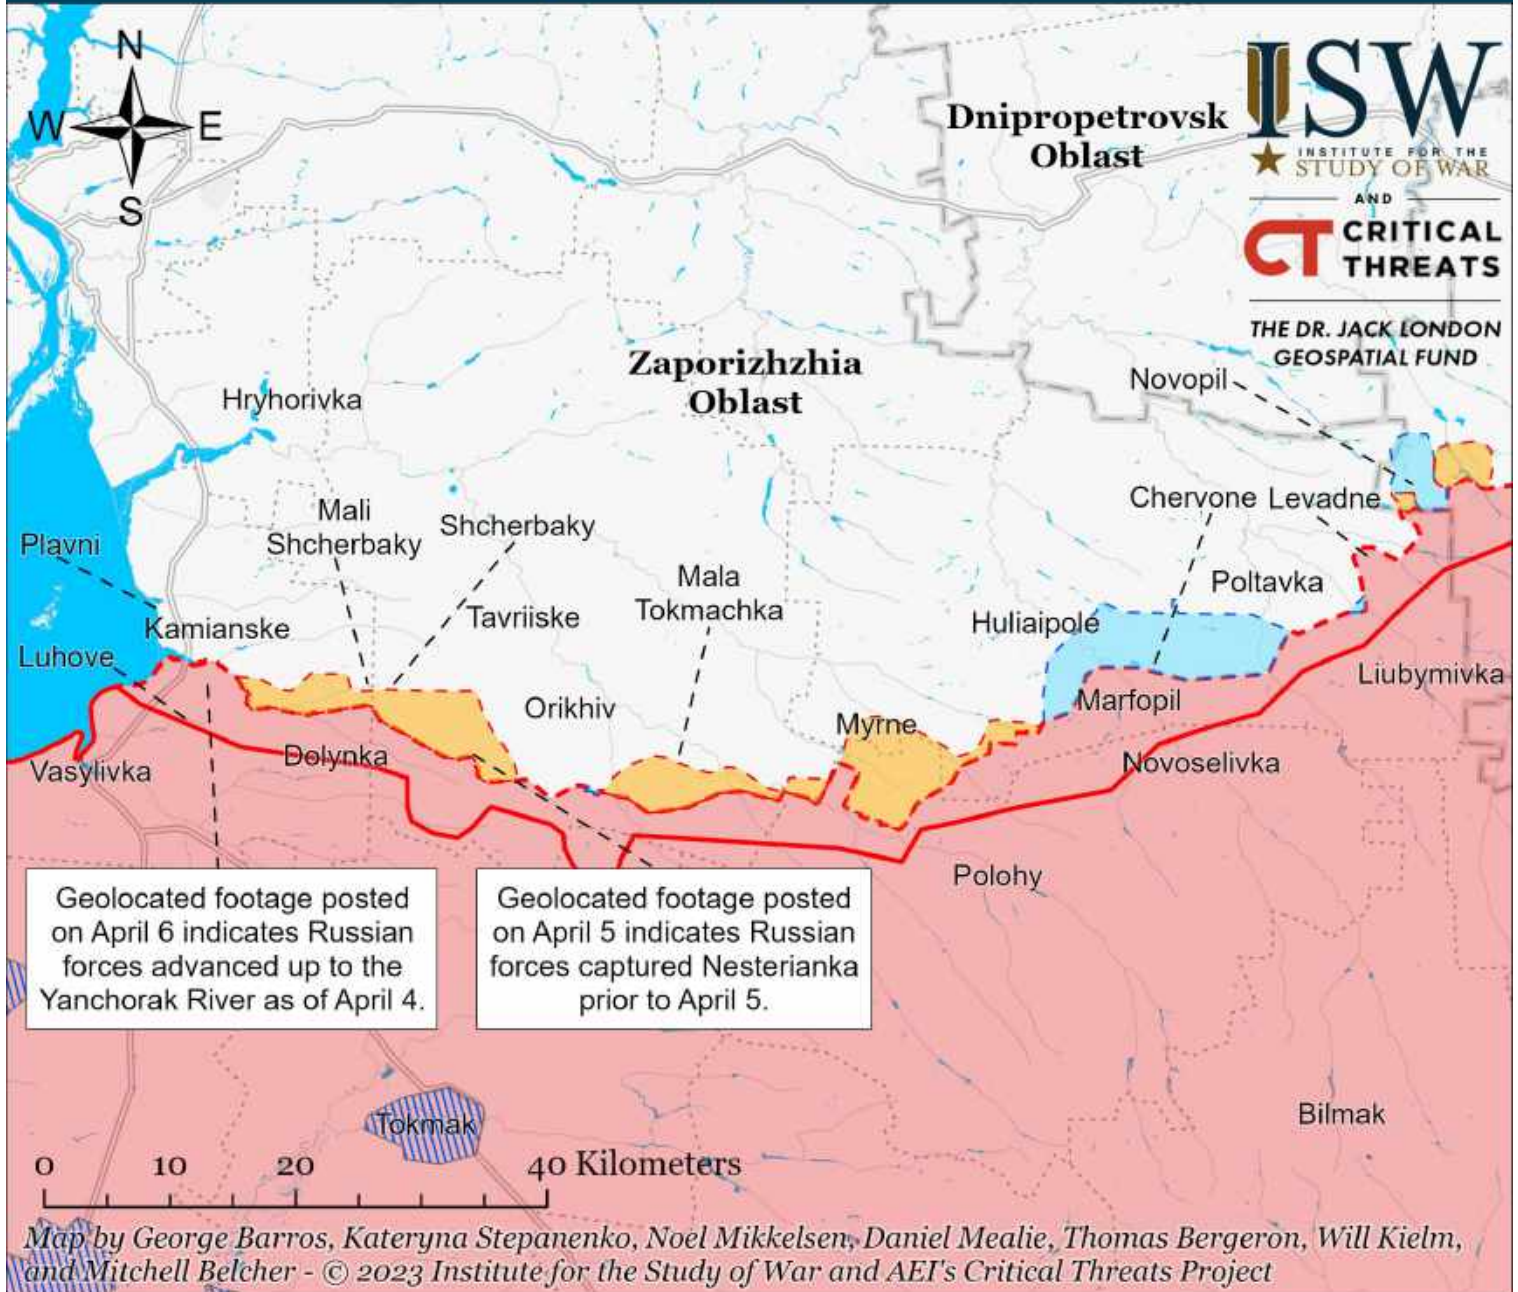 N
W E
S
Dnipropetrovsk
Oblast
ISW
INSTITUTE FOR THE
STUDY OF WAR
AND
CT CRITICAL
THREATS
THE DR. JACK LONDON
GEOSPATIAL FUND
Zaporizhzhia
Oblast
Novopil
Hryhorivka
Mali
Shcherbaky
Shcherbaky
Chervone
Levadne
Plavni
Mala
Tokmachka
Poltavka
Tavriiske
Huliaipole
Kamianske
Luhove
Liubymivka
Orikhiv
Marfopil
Myrne
Dolynka
Vasylivka
Novoselivka
Polohy
Geolocated footage posted
on April 6 indicates Russian
forces advanced up to the
Yanchorak River as of April 4.
Geolocated footage posted
on April 5 indicates Russian
forces captured Nesterianka
prior to April 5.
Tokmak
Bilmak
0 10 20 40 Kilometers
Map by George Barros, Kateryna Stepanenko, Noel Mikkelsen, Daniel Mealie, Thomas Bergeron, Will Kielm,
and Mitchell Belcher - © 2023 Institute for the Study of War and AEI's Critical Threats Project